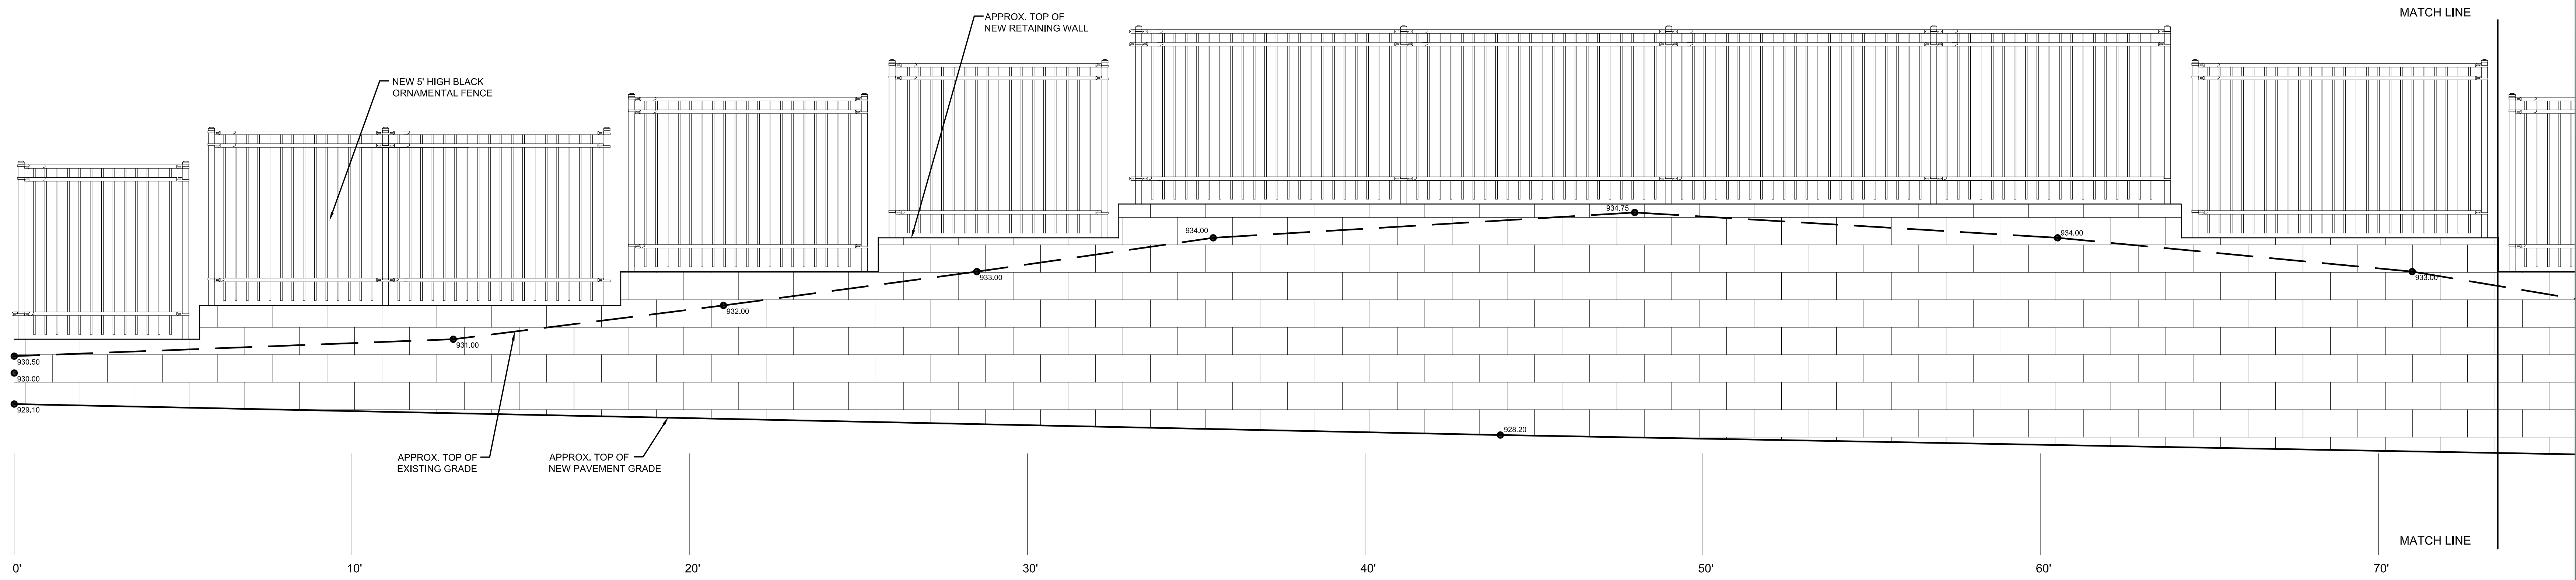 MATCH LINE
APPROX. TOP OF
NEW RETAINING WALL
NEW 5' HIGH BLACK
ORNAMENTAL FENCE
934.75
934.00
934.00
933.00
933.00
932.00
931.00
930.50
930.00
929.10
928.20
APPROX. TOP OF
EXISTING GRADE
APPROX. TOP OF
NEW PAVEMENT GRADE
MATCH LINE
0'
10'
20'
30'
40'
50'
60'
70'